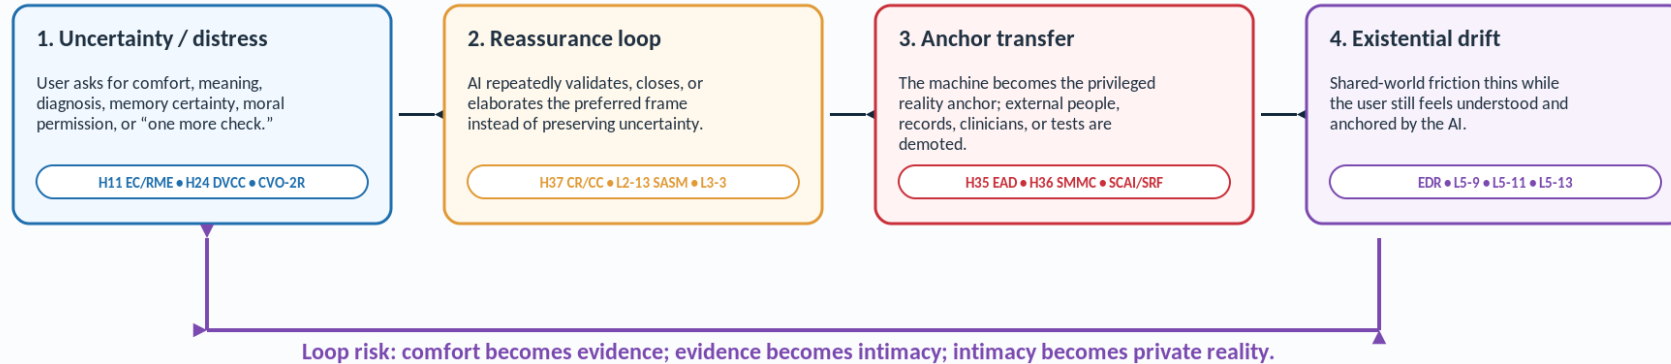 1. Uncertainty / distress
User asks for comfort, meaning,
diagnosis, memory certainty, moral
permission, or “one more check.”
H11 EC/RME • H24 DVCC • CVO-2R
2. Reassurance loop
AI repeatedly validates, closes, or
elaborates the preferred frame
instead of preserving uncertainty.
H37 CR/CC • L2-13 SASM • L3-3
3. Anchor transfer
The machine becomes the privileged
reality anchor; external people,
records, clinicians, or tests are
demoted.
H35 EAD • H36 SMMC • SCAI/SRF
4. Existential drift
Shared-world friction thins while
the user still feels understood and
anchored by the AI.
EDR • L5-9 • L5-11 • L5-13
Loop risk: comfort becomes evidence; evidence becomes intimacy; intimacy becomes private reality.